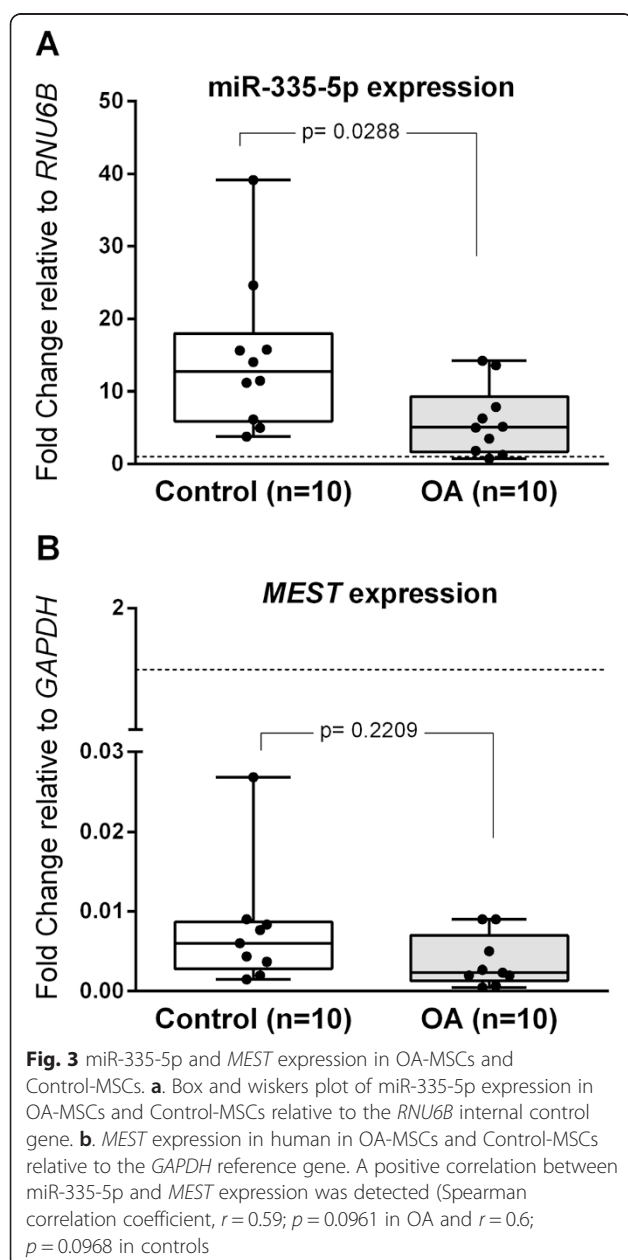 A
miR-335-5p expression
Fold Change relative to RNU6B
50
40
30
20
10
0
p= 0.0288
Control (n=10)
OA (n=10)
B
MEST expression
Fold Change relative to GAPDH
2
0.03
0.02
0.01
0.00
p= 0.2209
Control (n=10)
OA (n=10)
Fig. 3 miR-335-5p and MEST expression in OA-MSCs and
Control-MSCs. a. Box and wiskers plot of miR-335-5p expression in
OA-MSCs and Control-MSCs relative to the RNU6B internal control
gene. b. MEST expression in human in OA-MSCs and Control-MSCs
relative to the GAPDH reference gene. A positive correlation between
miR-335-5p and MEST expression was detected (Spearman
correlation coefficient, r = 0.59; p = 0.0961 in OA and r = 0.6;
p = 0.0968 in controls